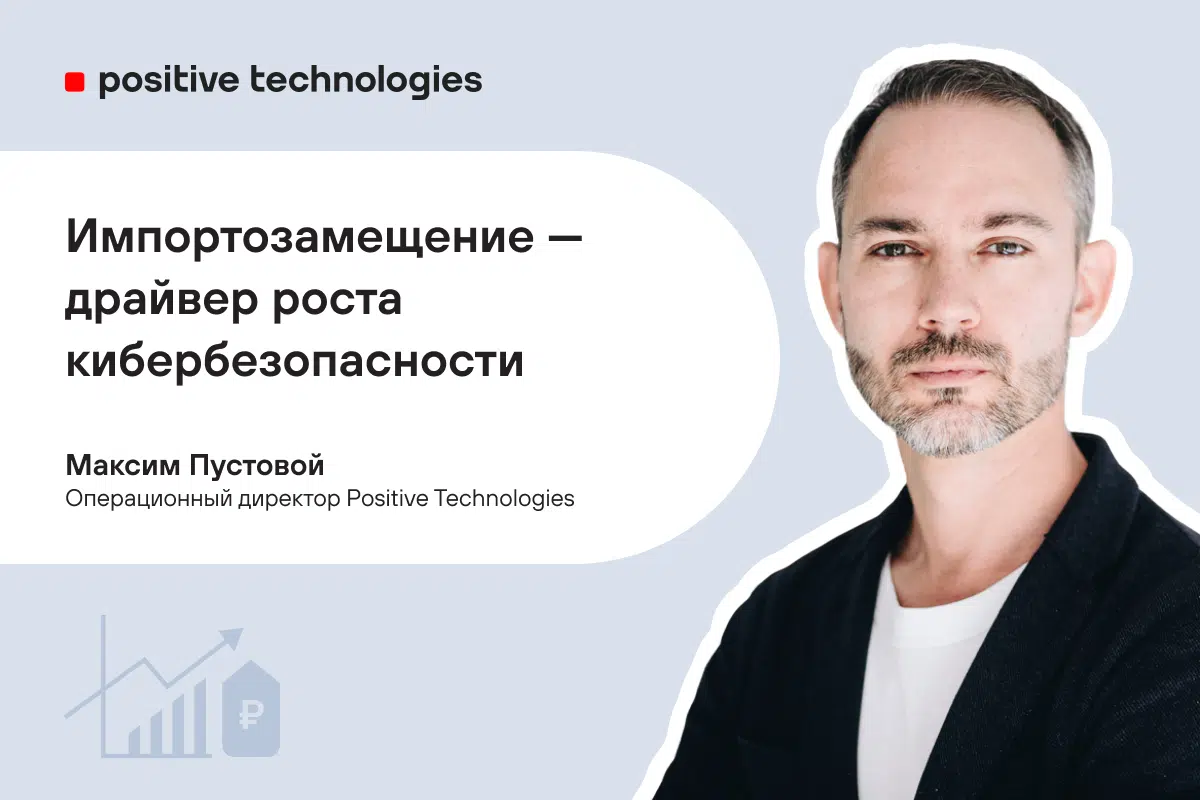 positive technologies
Импортозамещение —
драйвер роста
кибербезопасности
Максим Пустовой
Операционный директор Positive Technologies
₽